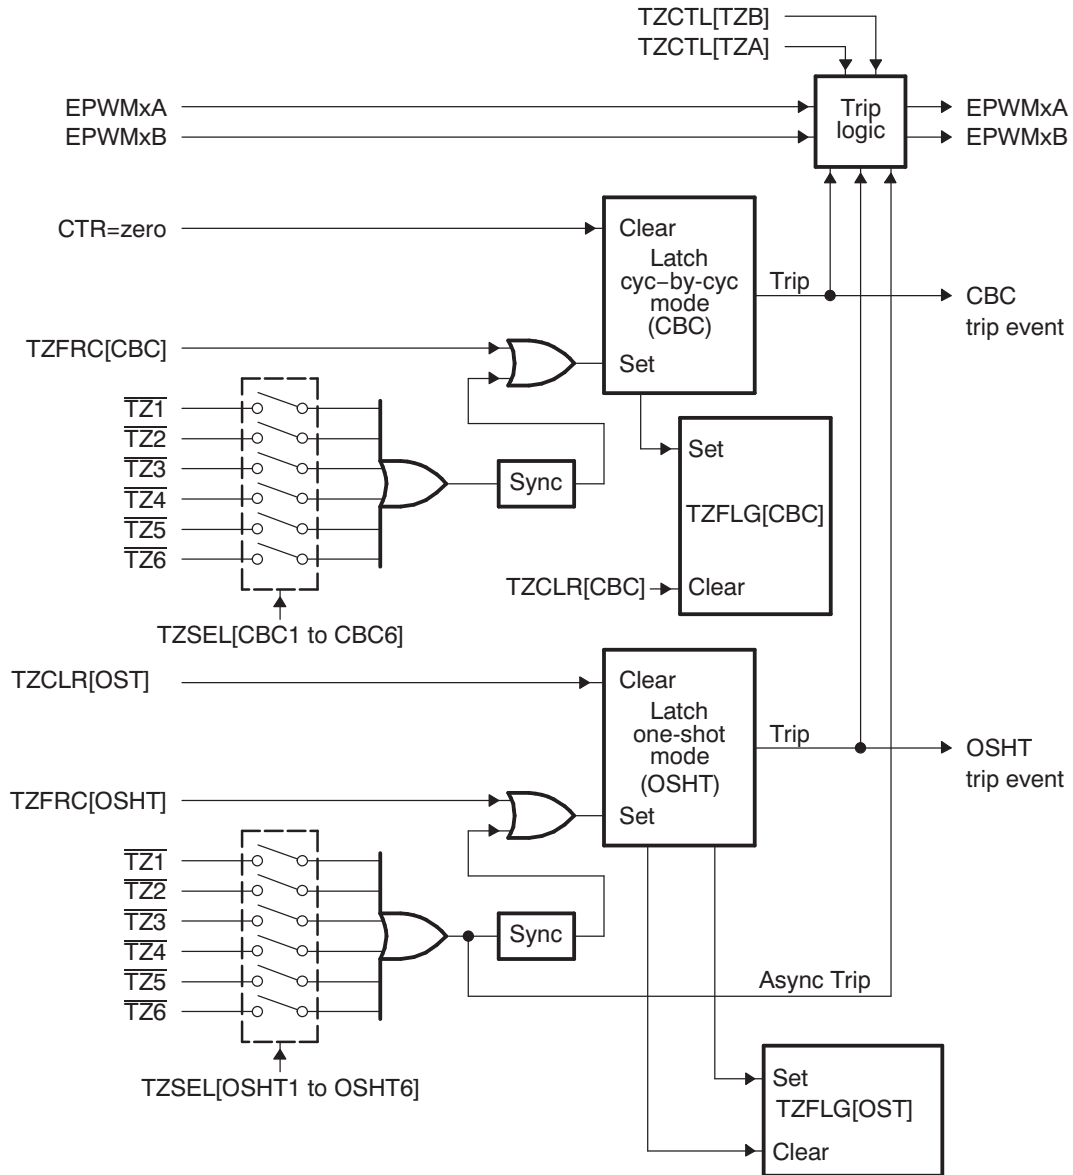 TZCTL[TZB]
TZCTL[TZA]
EPWMxA
EPWMxB
Trip
logic
EPWMxA
EPWMxB
CTR=zero
Clear
Latch
cyc−by-cyc
mode
(CBC)
Set
Trip
CBC
trip event
TZFRC[CBC]
TZ1
TZ2
TZ3
TZ4
TZ5
TZ6
Sync
Set
TZFLG[CBC]
Clear
TZCLR[CBC]
TZSEL[CBC1 to CBC6]
TZCLR[OST]
Clear
Latch
one-shot
mode
(OSHT)
Set
Trip
OSHT
trip event
TZFRC[OSHT]
TZ1
TZ2
TZ3
TZ4
TZ5
TZ6
Sync
Async Trip
TZSEL[OSHT1 to OSHT6]
Set
TZFLG[OST]
Clear